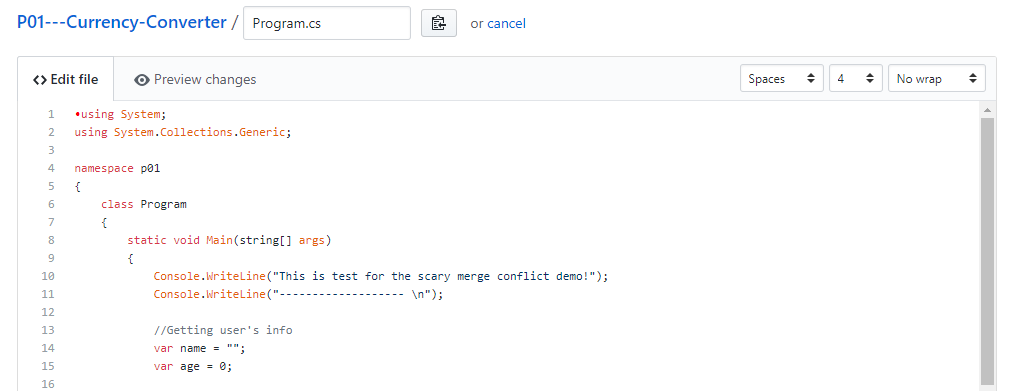 P01---Currency-Converter / Program.cs or cancel
<> Edit file Preview changes Spaces 4 No wrap
1 •using System;
2 using System.Collections.Generic;
3
4 namespace p01
5 {
6 class Program
7 {
8 static void Main(string[] args)
9 {
10 Console.WriteLine("This is test for the scary merge conflict demo!");
11 Console.WriteLine("------------------- \n");
12
13 //Getting user's info
14 var name = "";
15 var age = 0;
16